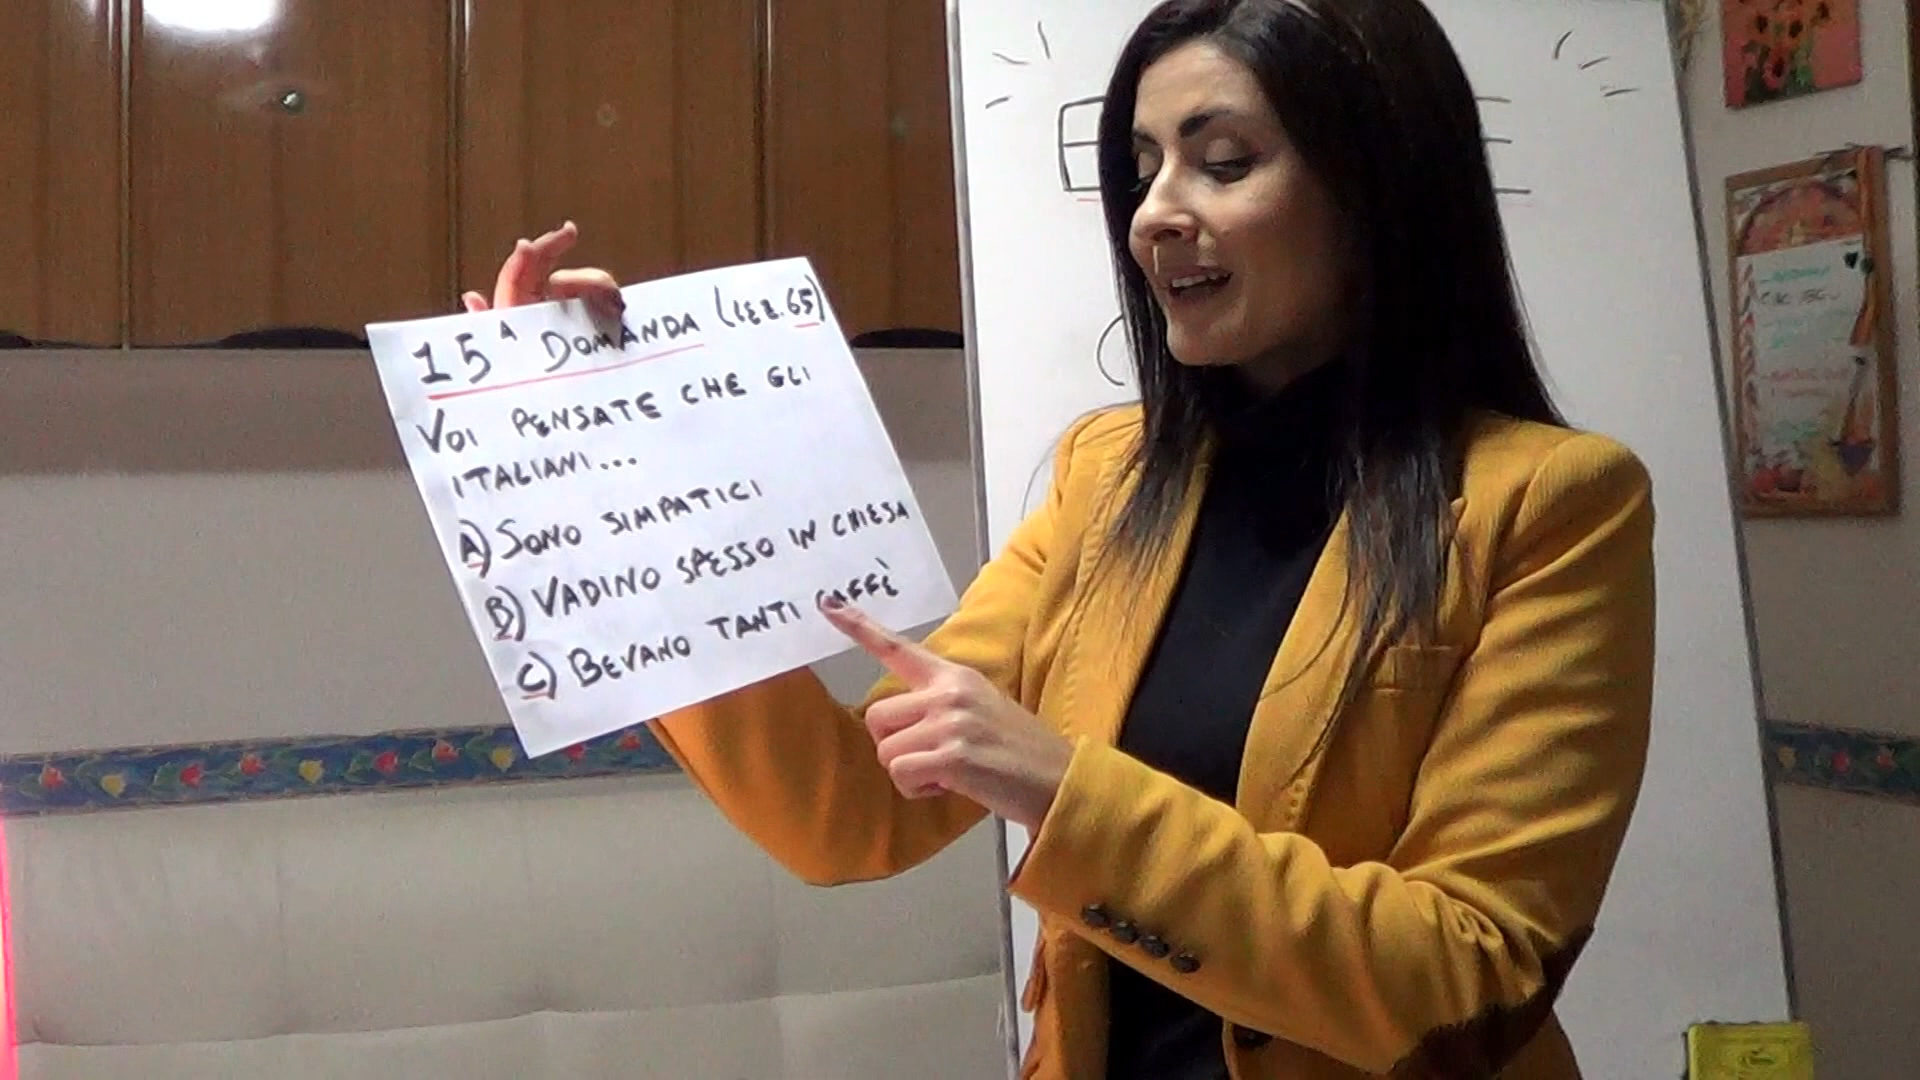 15ª DOMANDA (LEZ. 65)
VOI PENSATE CHE GLI
ITALIANI...
A) SONO SIMPATICI
B) VADINO SPESSO IN CHIESA
C) BEVANO TANTI CAFFÈ